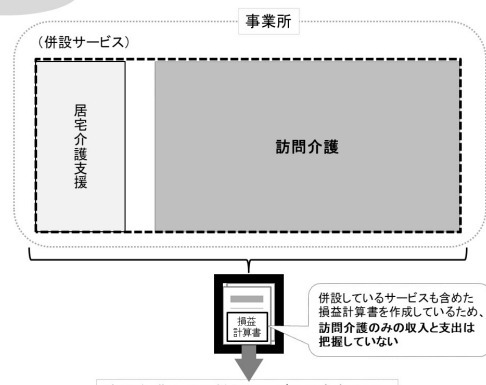 事業所
（併設サービス）
居宅介護支援
訪問介護
損益
計算書
併設しているサービスも含めた
損益計算書を作成しているため、
訪問介護のみの収入と支出は
把握していない